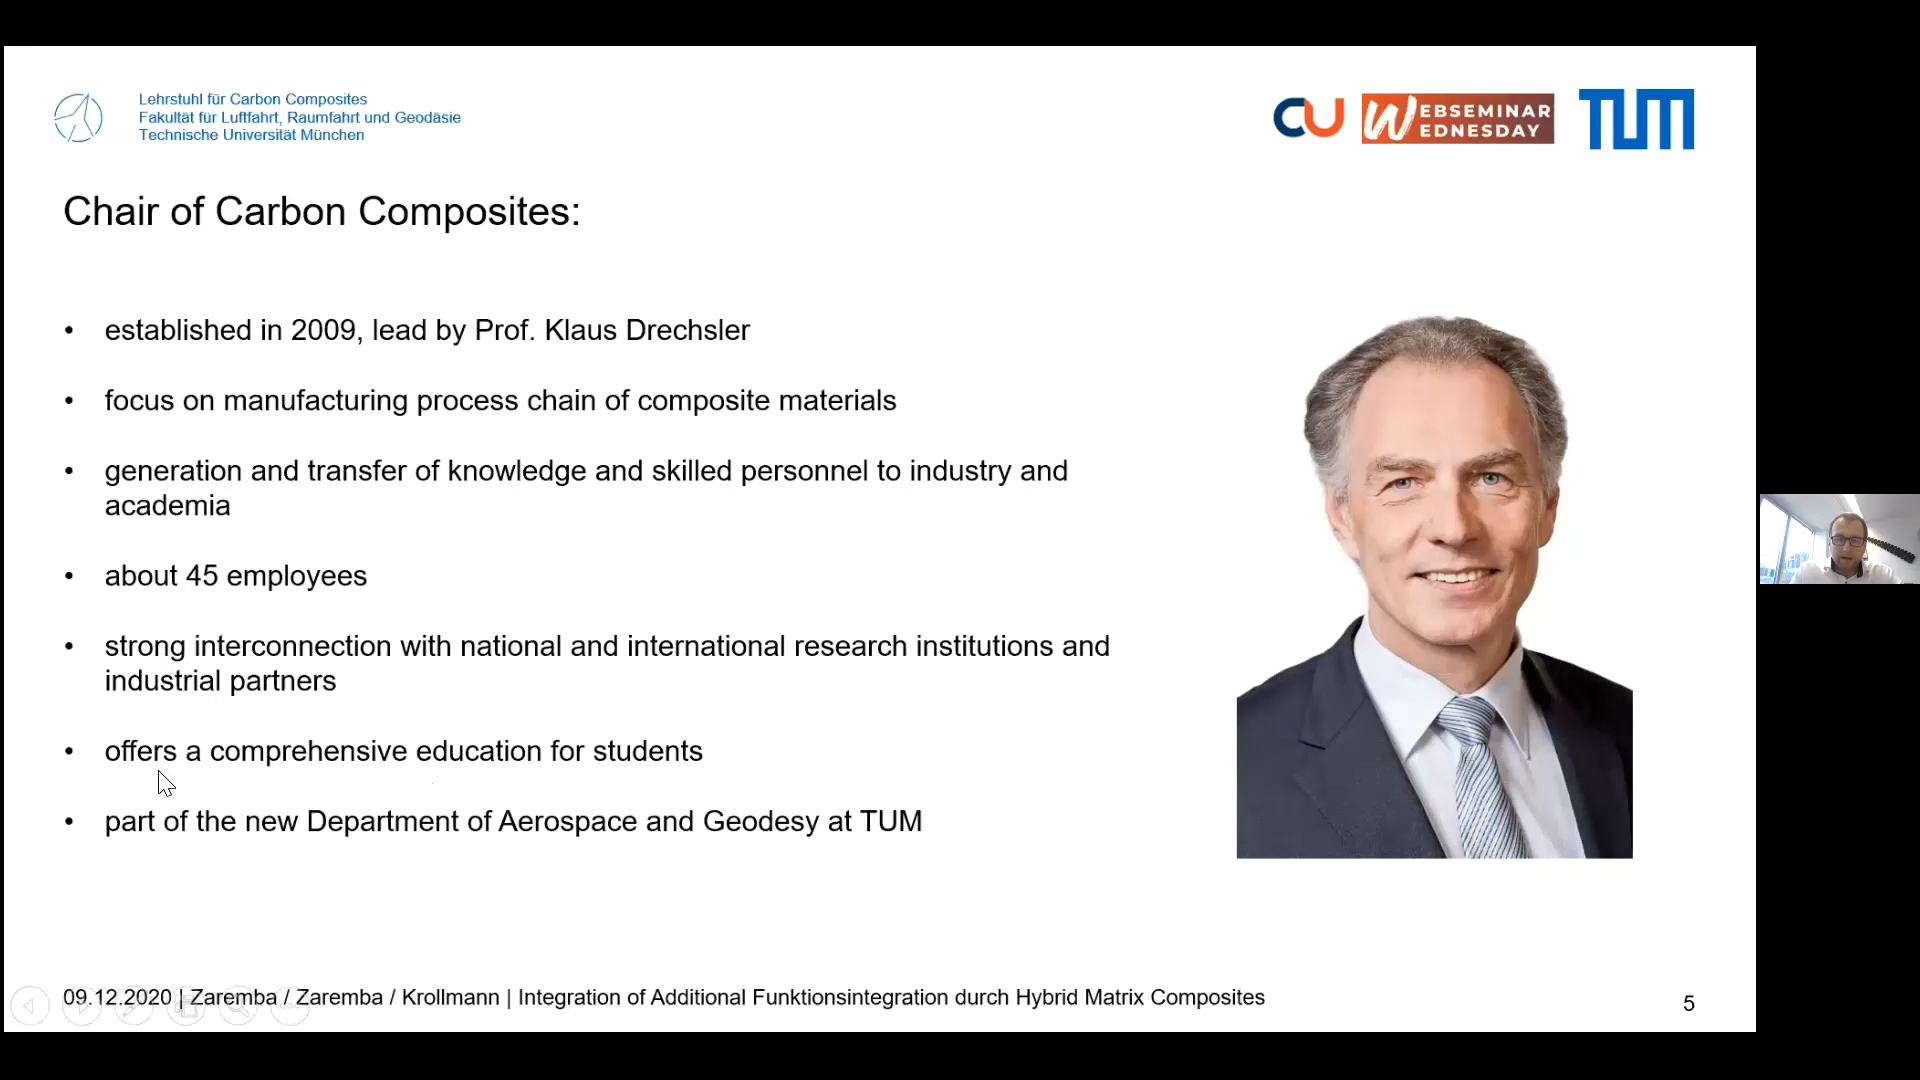 Lehrstuhl für Carbon Composites
Fakultät für Luftfahrt, Raumfahrt und Geodäsie
Technische Universität München
CU
WEBSEMINAR
WEDNESDAY
TUM
Chair of Carbon Composites:
• established in 2009, lead by Prof. Klaus Drechsler
• focus on manufacturing process chain of composite materials
• generation and transfer of knowledge and skilled personnel to industry and
academia
• about 45 employees
• strong interconnection with national and international research institutions and
industrial partners
• offers a comprehensive education for students
• part of the new Department of Aerospace and Geodesy at TUM
09.12.2020 | Zaremba / Zaremba / Krollmann | Integration of Additional Funktionsintegration durch Hybrid Matrix Composites
5